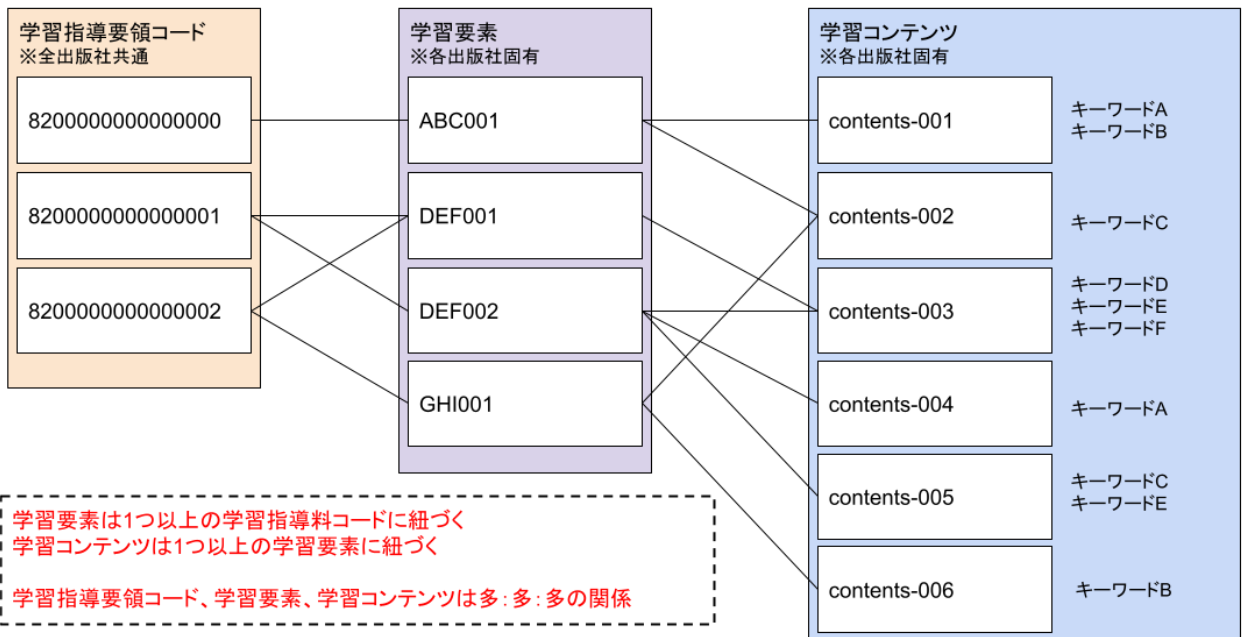 学習指導要領コード
※全出版社共通
8200000000000000
8200000000000001
8200000000000002
学習要素
※各出版社固有
ABC001
DEF001
DEF002
GHI001
学習コンテンツ
※各出版社固有
contents-001
キーワードA
キーワードB
contents-002
キーワードC
contents-003
キーワードD
キーワードE
キーワードF
contents-004
キーワードA
contents-005
キーワードC
キーワードE
contents-006
キーワードB
学習要素は1つ以上の学習指導料コードに紐づく
学習コンテンツは1つ以上の学習要素に紐づく
学習指導要領コード、学習要素、学習コンテンツは多：多：多の関係